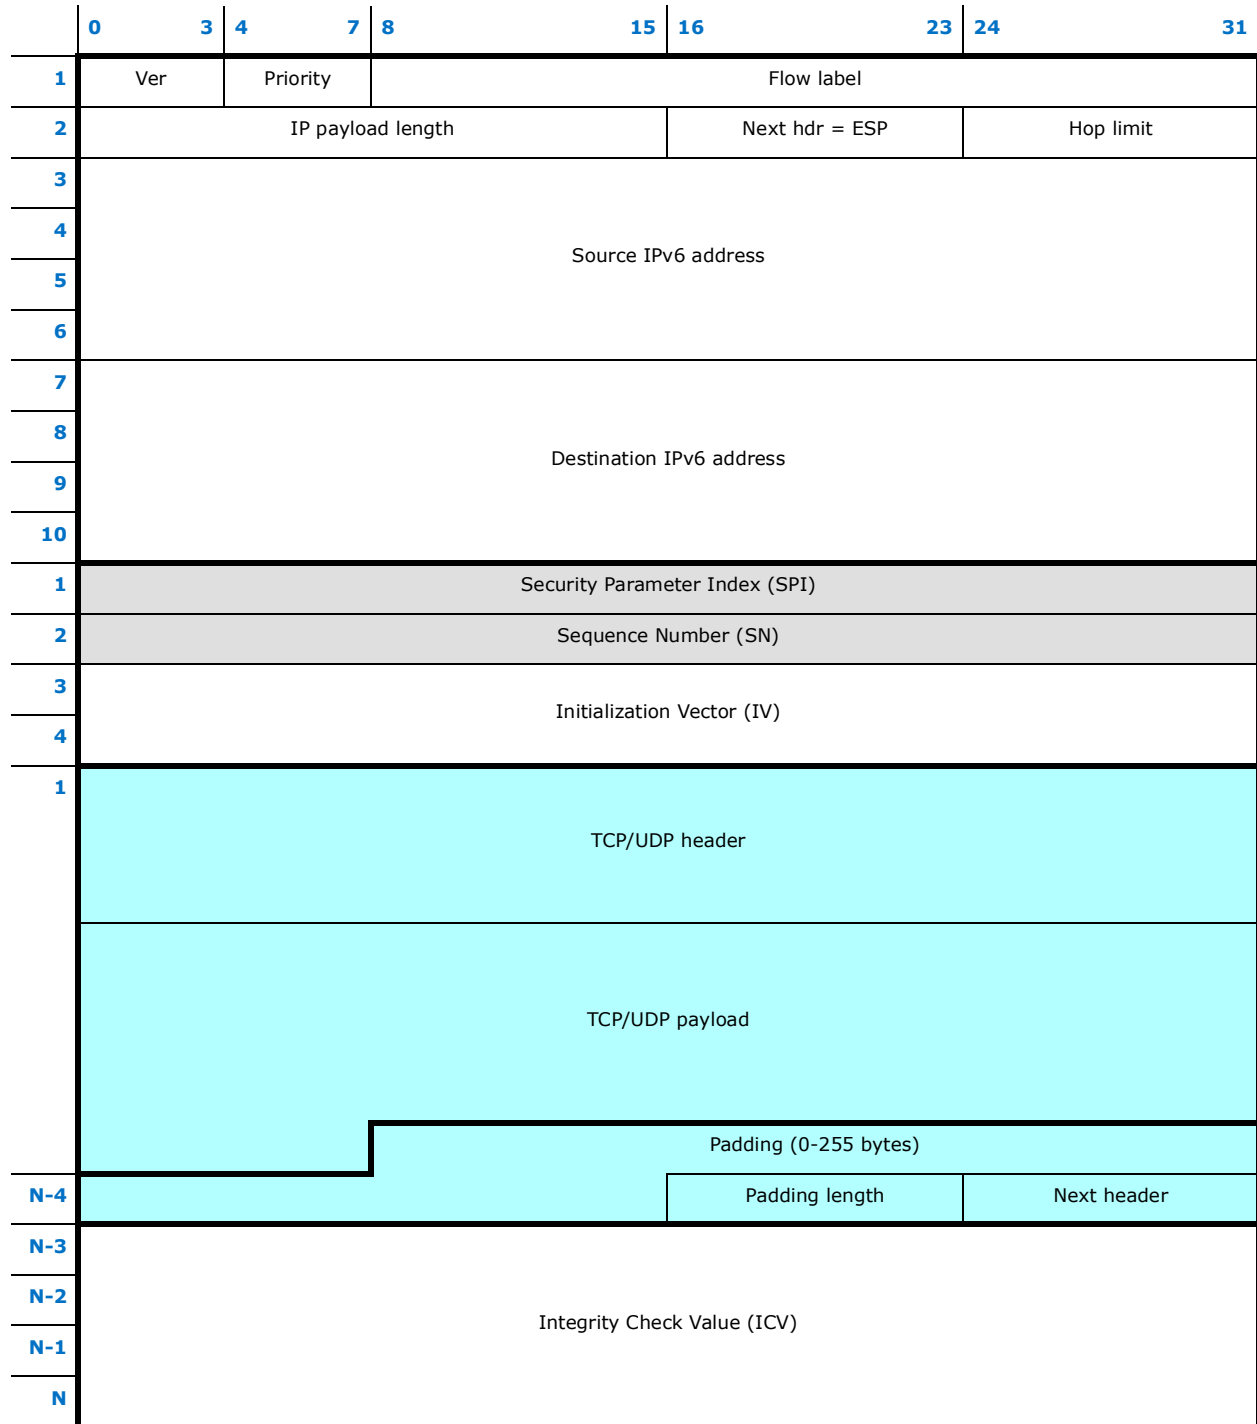 0 3 4 7 8 15 16 23 24 31
1 Ver Priority Flow label
2 IP payload length Next hdr = ESP Hop limit
3
4
Source IPv6 address
5
6
7
8
Destination IPv6 address
9
10
1 Security Parameter Index (SPI)
2 Sequence Number (SN)
3
Initialization Vector (IV)
4
1
TCP/UDP header
TCP/UDP payload
Padding (0-255 bytes)
N-4 Padding length Next header
N-3
N-2
Integrity Check Value (ICV)
N-1
N